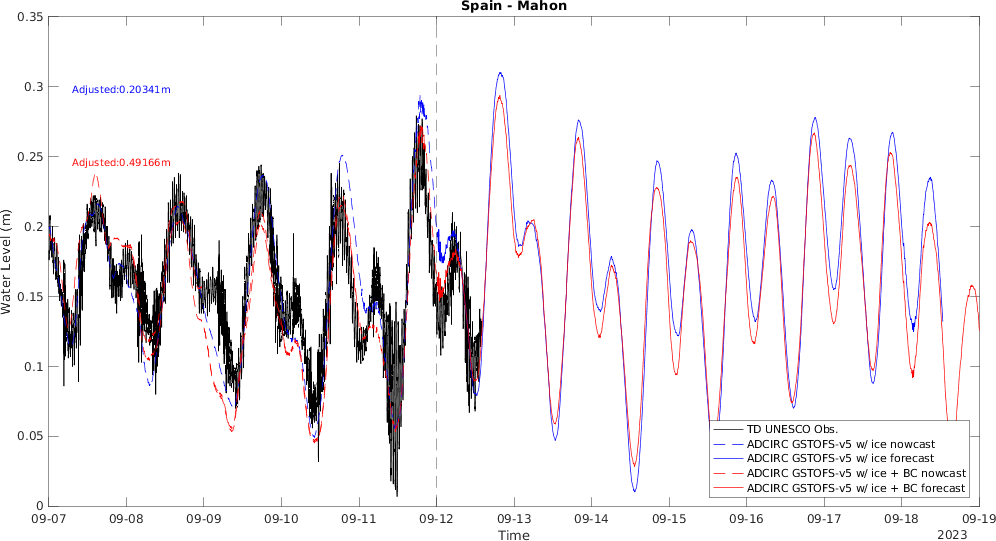 Spain - Mahon
0.35
0.3
0.25
0.2
0.15
0.1
0.05
0
Water Level (m)
Adjusted:0.20341m
Adjusted:0.49166m
TD UNESCO Obs.
ADCIRC GSTOFS-v5 w/ ice nowcast
ADCIRC GSTOFS-v5 w/ ice forecast
ADCIRC GSTOFS-v5 w/ ice + BC nowcast
ADCIRC GSTOFS-v5 w/ ice + BC forecast
09-07 09-08 09-09 09-10 09-11 09-12 09-13 09-14 09-15 09-16 09-17 09-18 09-19
Time
2023